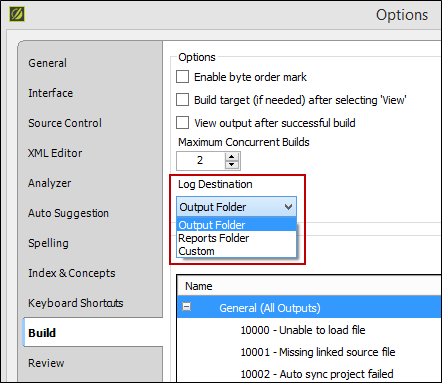 Options
General
Interface
Source Control
XML Editor
Analyzer
Auto Suggestion
Spelling
Index & Concepts
Keyboard Shortcuts
Build
Review
Options
Enable byte order mark
Build target (if needed) after selecting 'View'
View output after successful build
Maximum Concurrent Builds
2
Log Destination
Output Folder
Output Folder
Reports Folder
Custom
Name
General (All Outputs)
10000 - Unable to load file
10001 - Missing linked source file
10002 - Auto sync project failed